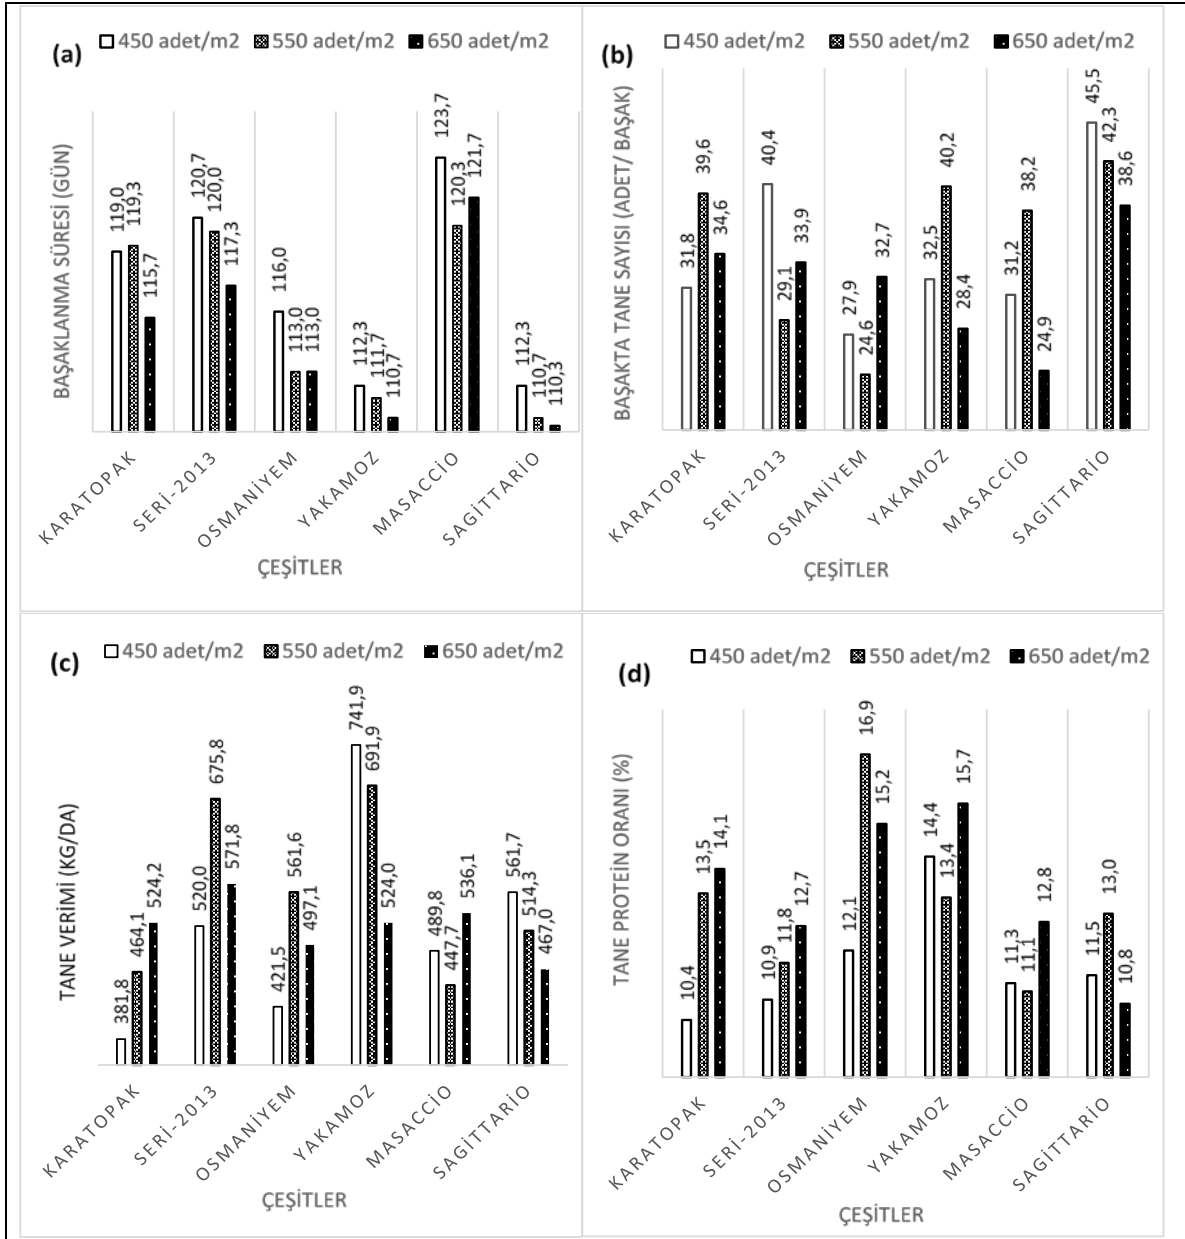 (a)
450 adet/m2 550 adet/m2 650 adet/m2
BAŞAKLANMA SÜRESİ (GÜN)
119,0 119,3 115,7
120,7 120,0 117,3
116,0 113,0 113,0
112,3 111,7 110,7
123,7 120,3 121,7
112,3 110,7 110,3
KARATOPAK
SERİ-2013
OSMANİYEM
YAKAMOZ
MASACCİO
SAGİTTARİO
ÇEŞİTLER
(b)
450 adet/m2 550 adet/m2 650 adet/m2
BAŞAKTA TANE SAYISI (ADET/ BAŞAK)
31,8 39,6 34,6
40,4 29,1 33,9
27,9 24,6 32,7
32,5 40,2 28,4
31,2 38,2 24,9
45,5 42,3 38,6
KARATOPAK
SERİ-2013
OSMANİYEM
YAKAMOZ
MASACCİO
SAGİTTARİO
ÇEŞİTLER
(c)
450 adet/m2 550 adet/m2 650 adet/m2
TANE VERİMİ (KG/DA)
381,8 464,1 524,2
520,0 675,8 571,8
421,5 561,6 497,1
741,9 691,9 524,0
489,8 447,7 536,1
561,7 514,3 467,0
KARATOPAK
SERİ-2013
OSMANİYEM
YAKAMOZ
MASACCİO
SAGİTTARİO
ÇEŞİTLER
(d)
450 adet/m2 550 adet/m2 650 adet/m2
TANE PROTEİN ORANI (%)
10,4 13,5 14,1
10,9 11,8 12,7
12,1 16,9 15,2
14,4 13,4 15,7
11,3 11,1 12,8
11,5 13,0 10,8
KARATOPAK
SERİ-2013
OSMANİYEM
YAKAMOZ
MASACCİO
SAGİTTARİO
ÇEŞİTLER